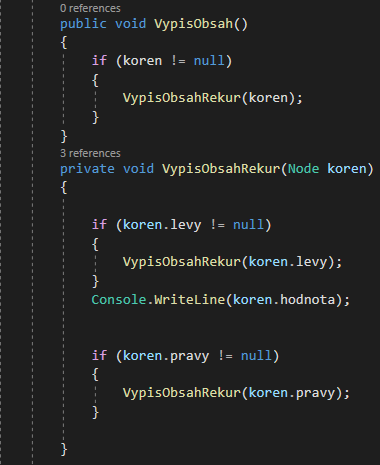 0 references
public void VypisObsah()
{
if (koren != null)
{
VypisObsahRekur(koren);
}
}
3 references
private void VypisObsahRekur(Node koren)
{
if (koren.levy != null)
{
VypisObsahRekur(koren.levy);
}
Console.WriteLine(koren.hodnota);
if (koren.pravy != null)
{
VypisObsahRekur(koren.pravy);
}
}